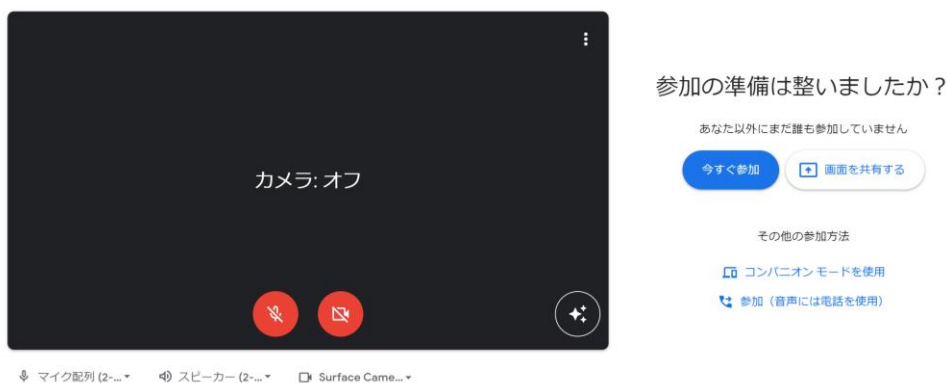 カメラ: オフ
マイク配列 (2-...
スピーカー (2-...
Surface Came...
参加の準備は整いましたか？
あなた以外にまだ誰も参加していません
今すぐ参加
画面を共有する
その他の参加方法
コンパニオン モードを使用
参加（音声には電話を使用）